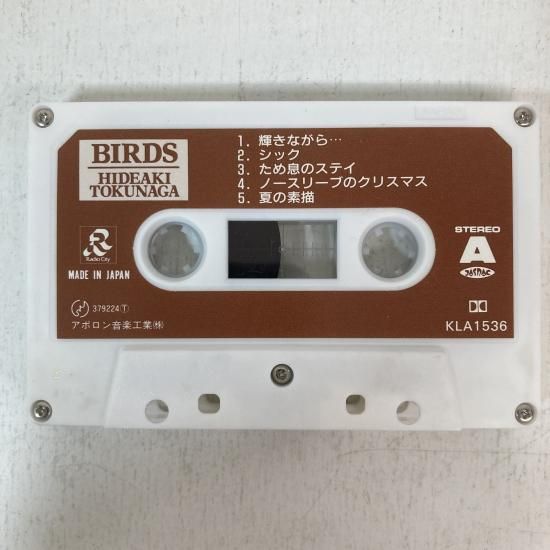 BIRDS
HIDEAKI
TOKUNAGA
1. 輝きながら…
2. シック
3. ため息のステイ
4. ノースリーブのクリスマス
5. 夏の素描
R
Radio City
MADE IN JAPAN
STEREO
A
JASRAC
379224Ⓣ
アポロン音楽工業㈱
KLA1536